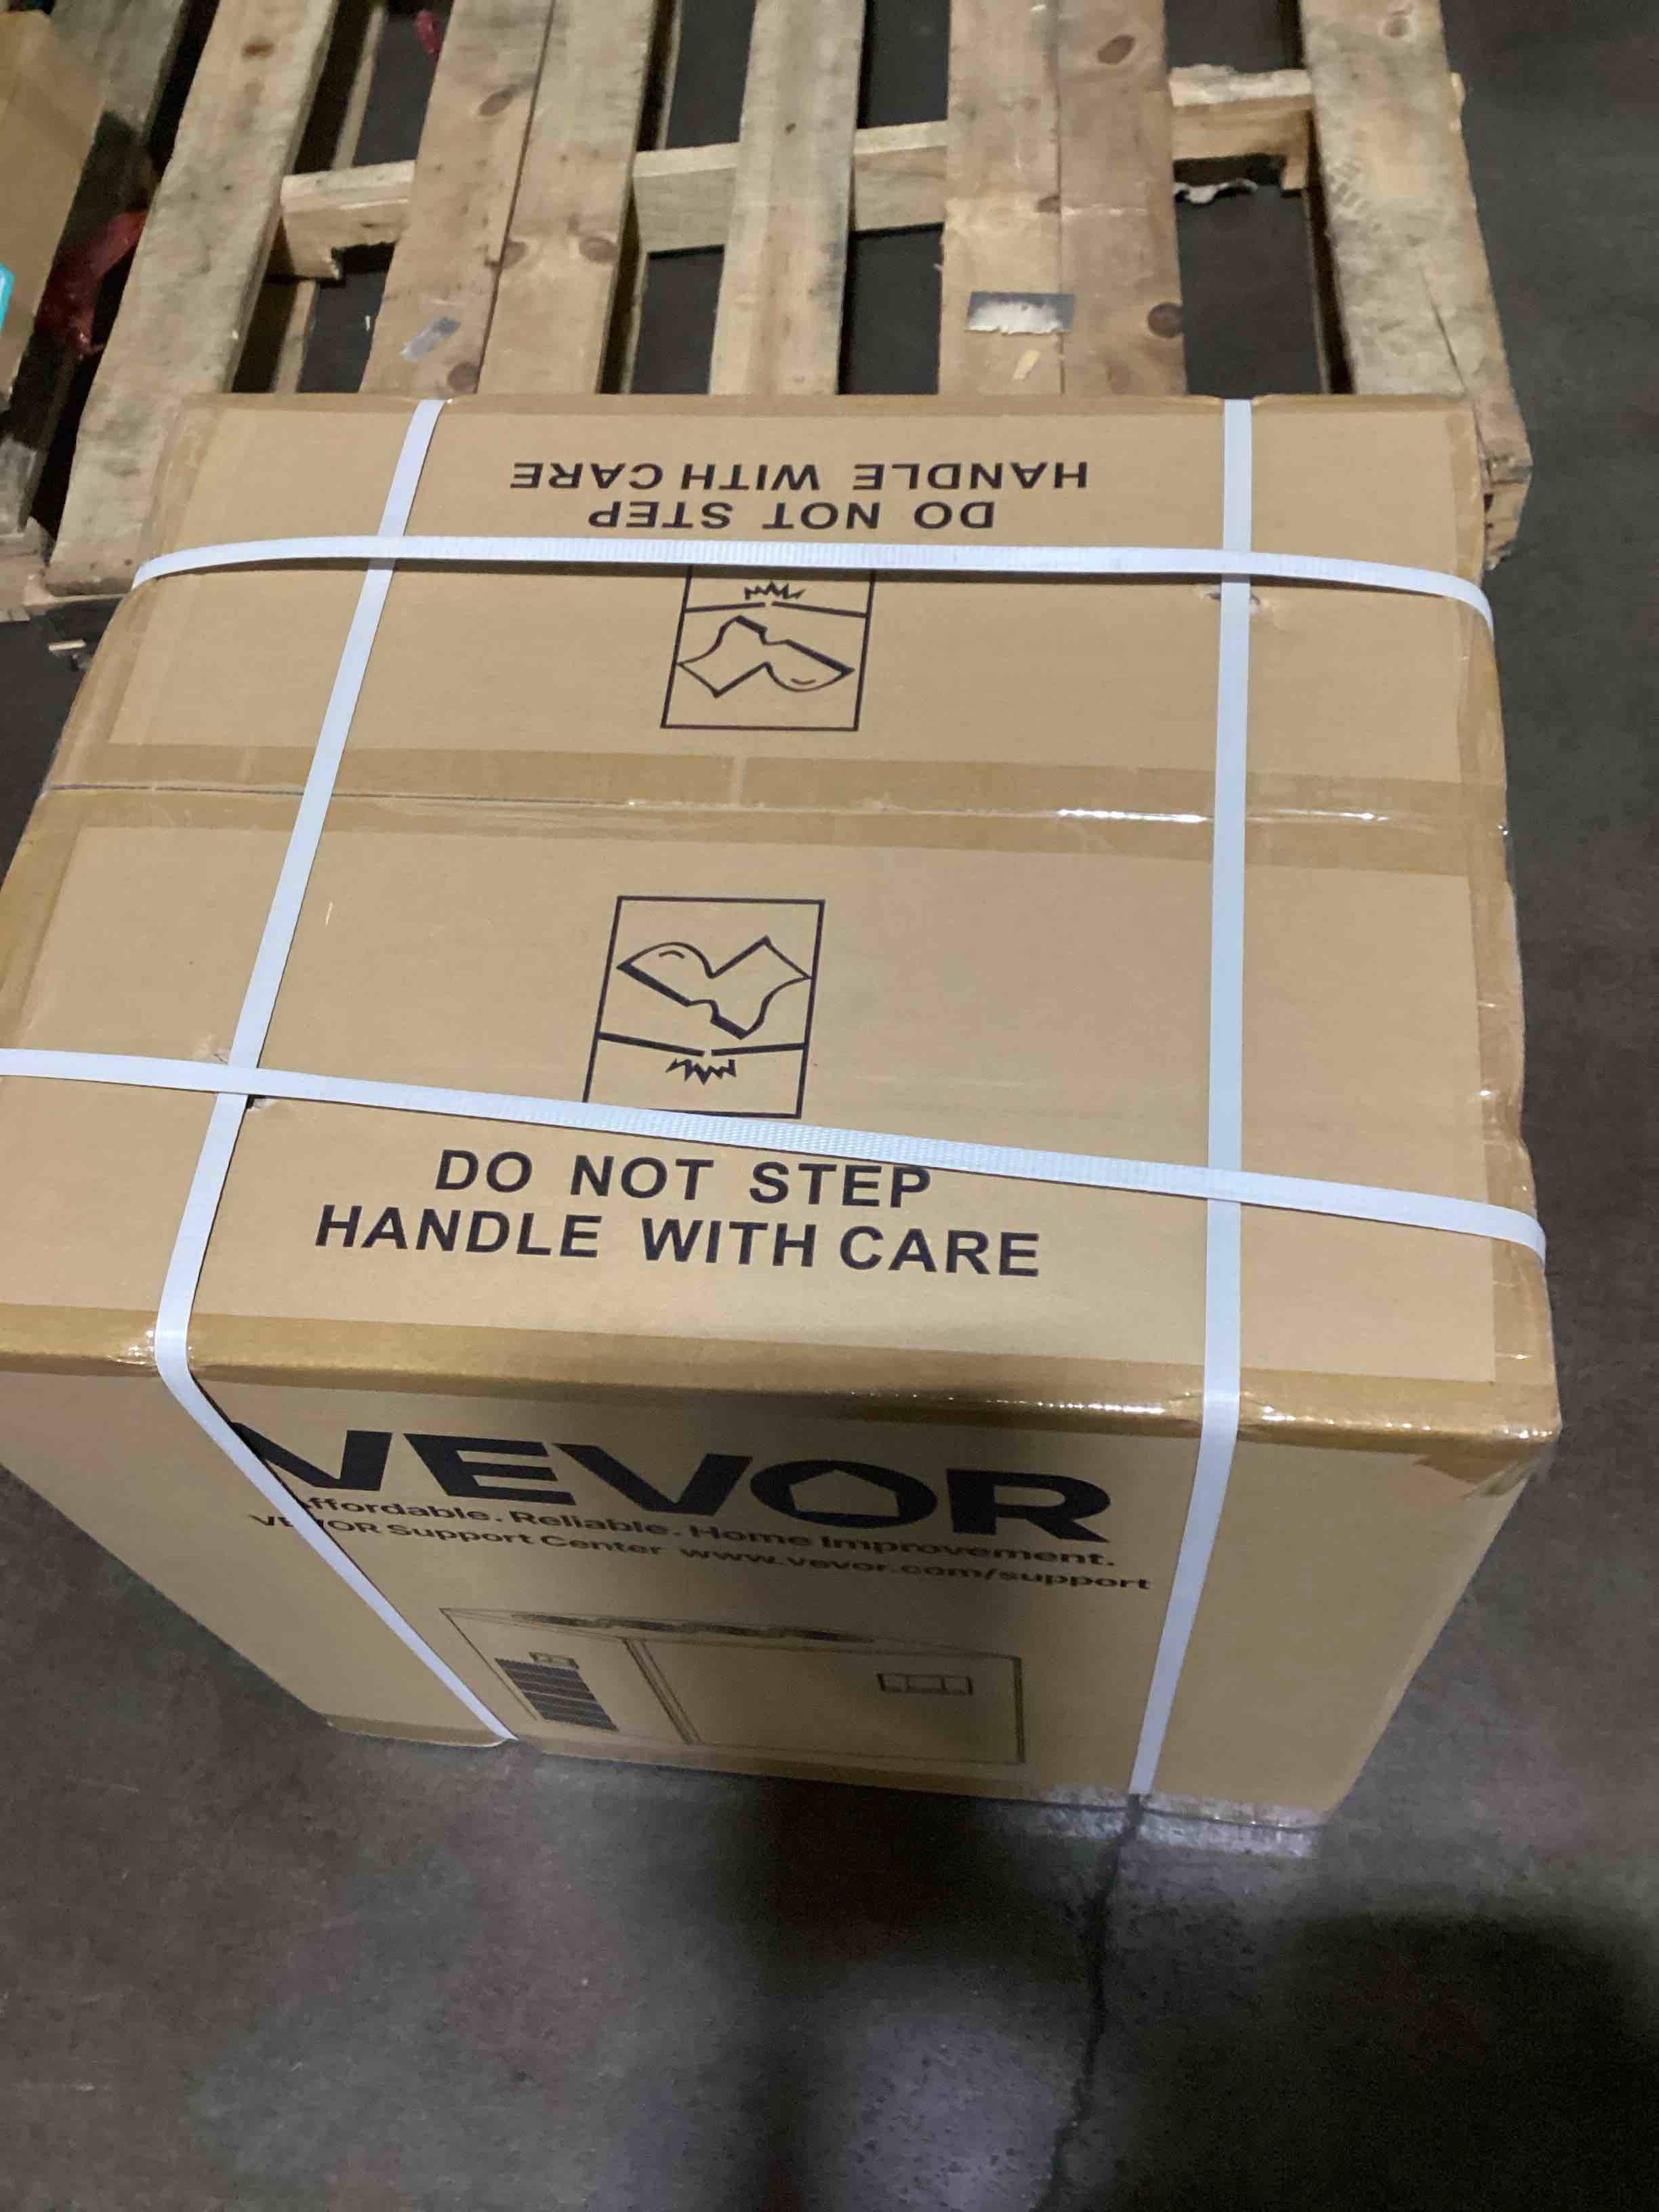 HANDLE WITH CARE
DO NOT STEP
DO NOT STEP
HANDLE WITH CARE
VEVOR
Affordable. Reliable. Home Improvement.
VEVOR Support Center www.vevor.com/support